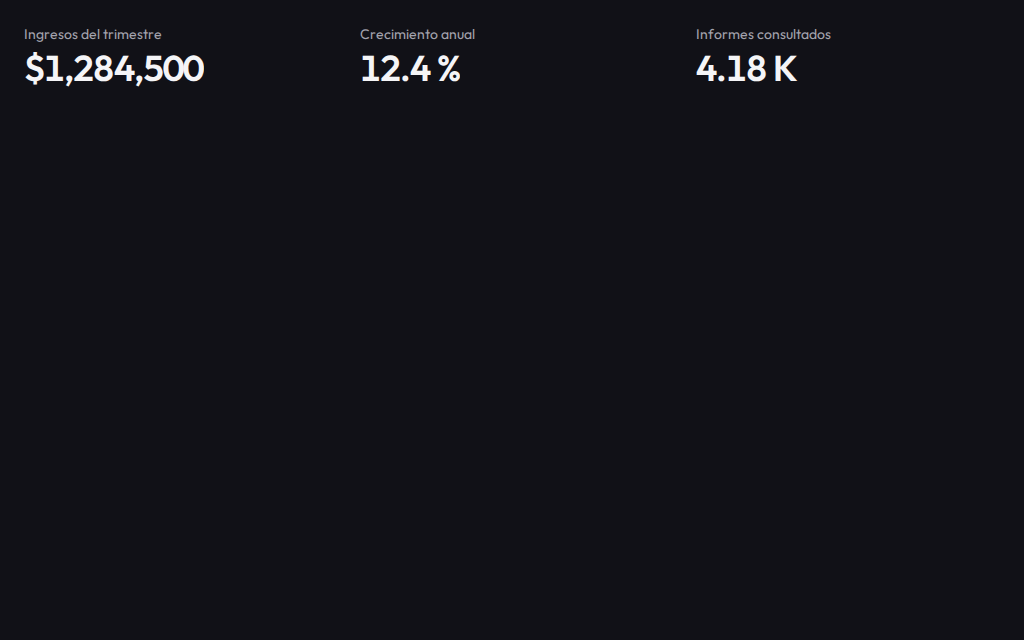 Ingresos del trimestre
$1,284,500
Crecimiento anual
12.4 %
Informes consultados
4.18 K